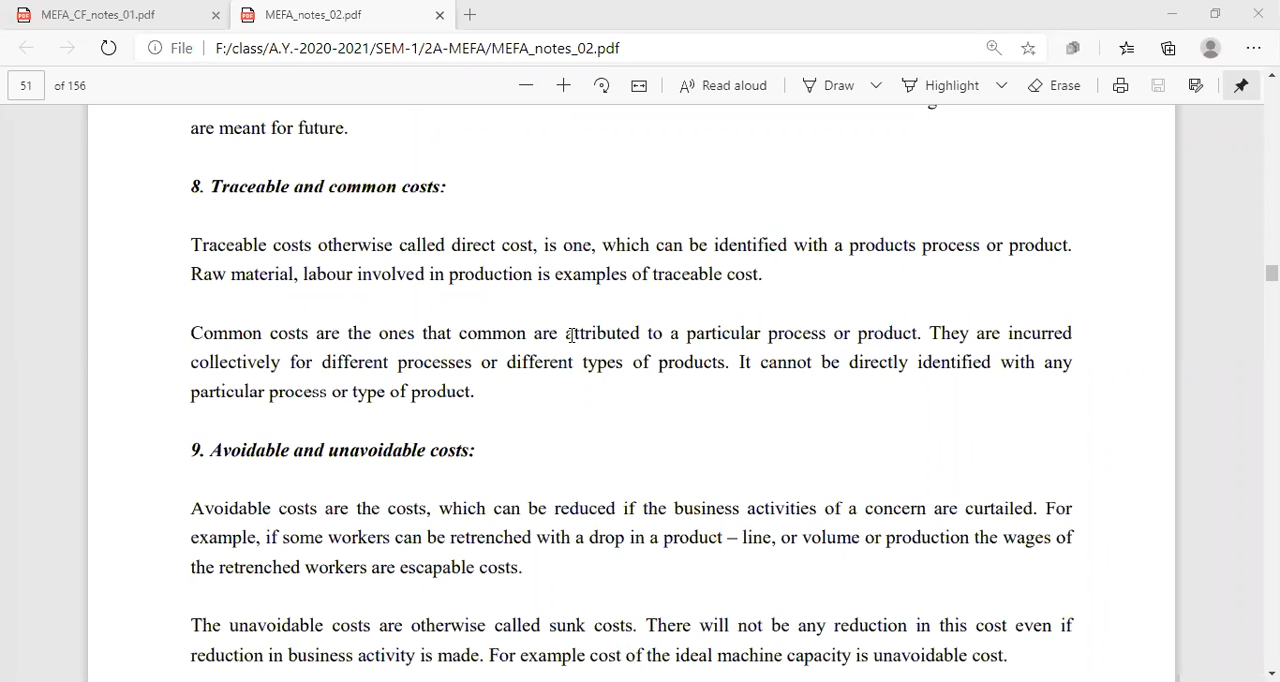 MEFA_CF_notes_01.pdf
MEFA_notes_02.pdf
File
F:/class/A.Y.-2020-2021/SEM-1/2A-MEFA/MEFA_notes_02.pdf
51 of 156
Read aloud
Draw
Highlight
Erase
are meant for future.
8. Traceable and common costs:
Traceable costs otherwise called direct cost, is one, which can be identified with a products process or product.
Raw material, labour involved in production is examples of traceable cost.
Common costs are the ones that common are attributed to a particular process or product. They are incurred
collectively for different processes or different types of products. It cannot be directly identified with any
particular process or type of product.
9. Avoidable and unavoidable costs:
Avoidable costs are the costs, which can be reduced if the business activities of a concern are curtailed. For
example, if some workers can be retrenched with a drop in a product – line, or volume or production the wages of
the retrenched workers are escapable costs.
The unavoidable costs are otherwise called sunk costs. There will not be any reduction in this cost even if
reduction in business activity is made. For example cost of the ideal machine capacity is unavoidable cost.